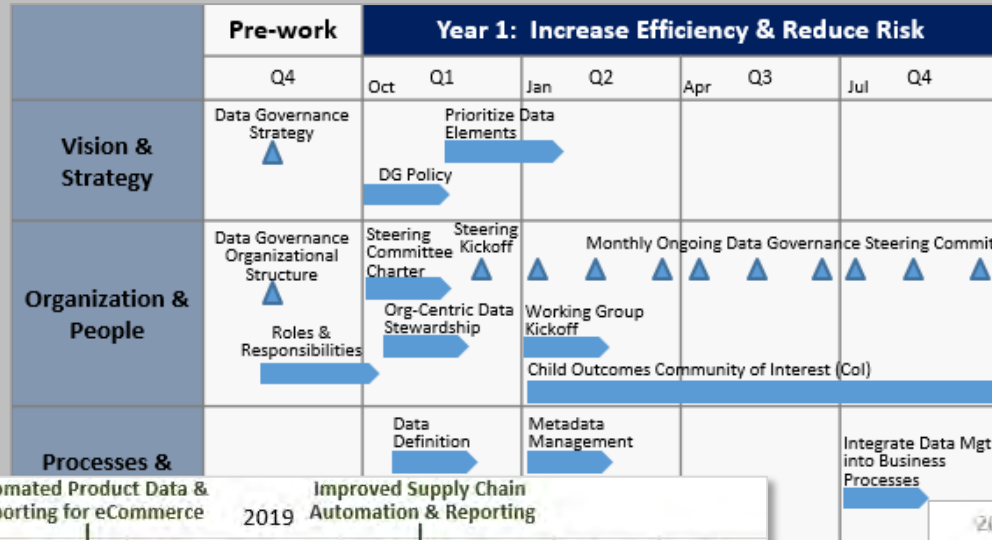 Pre-work
Year 1: Increase Efficiency & Reduce Risk
Q4
Oct
Q1
Jan
Q2
Apr
Q3
Jul
Q4
Vision &
Strategy
Data Governance
Strategy
Prioritize Data
Elements
DG Policy
Organization &
People
Data Governance
Organizational
Structure
Roles &
Responsibilities
Steering
Committee
Charter
Steering
Kickoff
Org-Centric Data
Stewardship
Monthly Ongoing Data Governance Steering
Working Group
Kickoff
Child Outcomes Community of Interest (CoI)
Processes &
Data
Definition
Metadata
Management
Integrate Data Mgt
into Business
Processes
Product Data &
for eCommerce
2019
Improved Supply Chain
Automation & Reporting